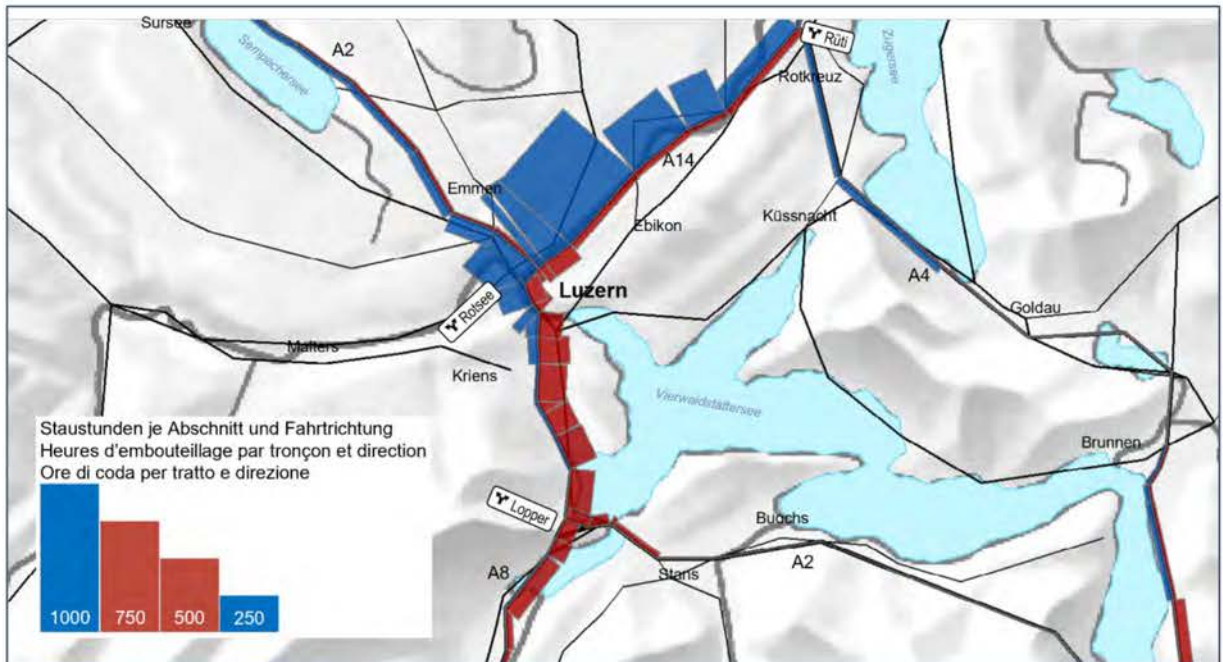 Sursee
A2
Sempachersee
Rüti
Zugersee
Rotkreuz
A14
Emmen
Ebikon
Küssnacht
A4
Luzern
Goldau
Rotsee
Malters
Kriens
Vierwaldstättersee
Brunnen
Staustunden je Abschnitt und Fahrtrichtung
Heures d'embouteillage par tronçon et direction
Ore di coda per tratto e direzione
1000 750 500 250
Lopper
Buochs
A8
Stans
A2